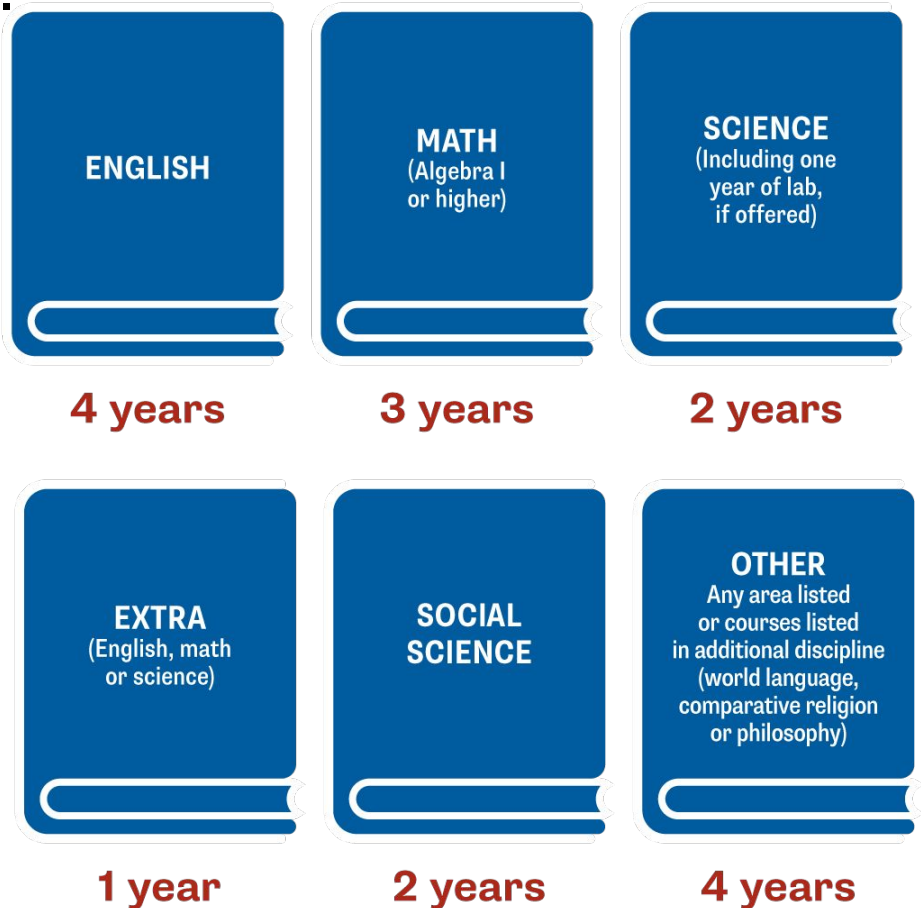 ENGLISH
4 years
MATH
(Algebra I
or higher)
3 years
SCIENCE
(Including one
year of lab,
if offered)
2 years
EXTRA
(English, math
or science)
1 year
SOCIAL
SCIENCE
2 years
OTHER
Any area listed
or courses listed
in additional discipline
(world language,
comparative religion
or philosophy)
4 years